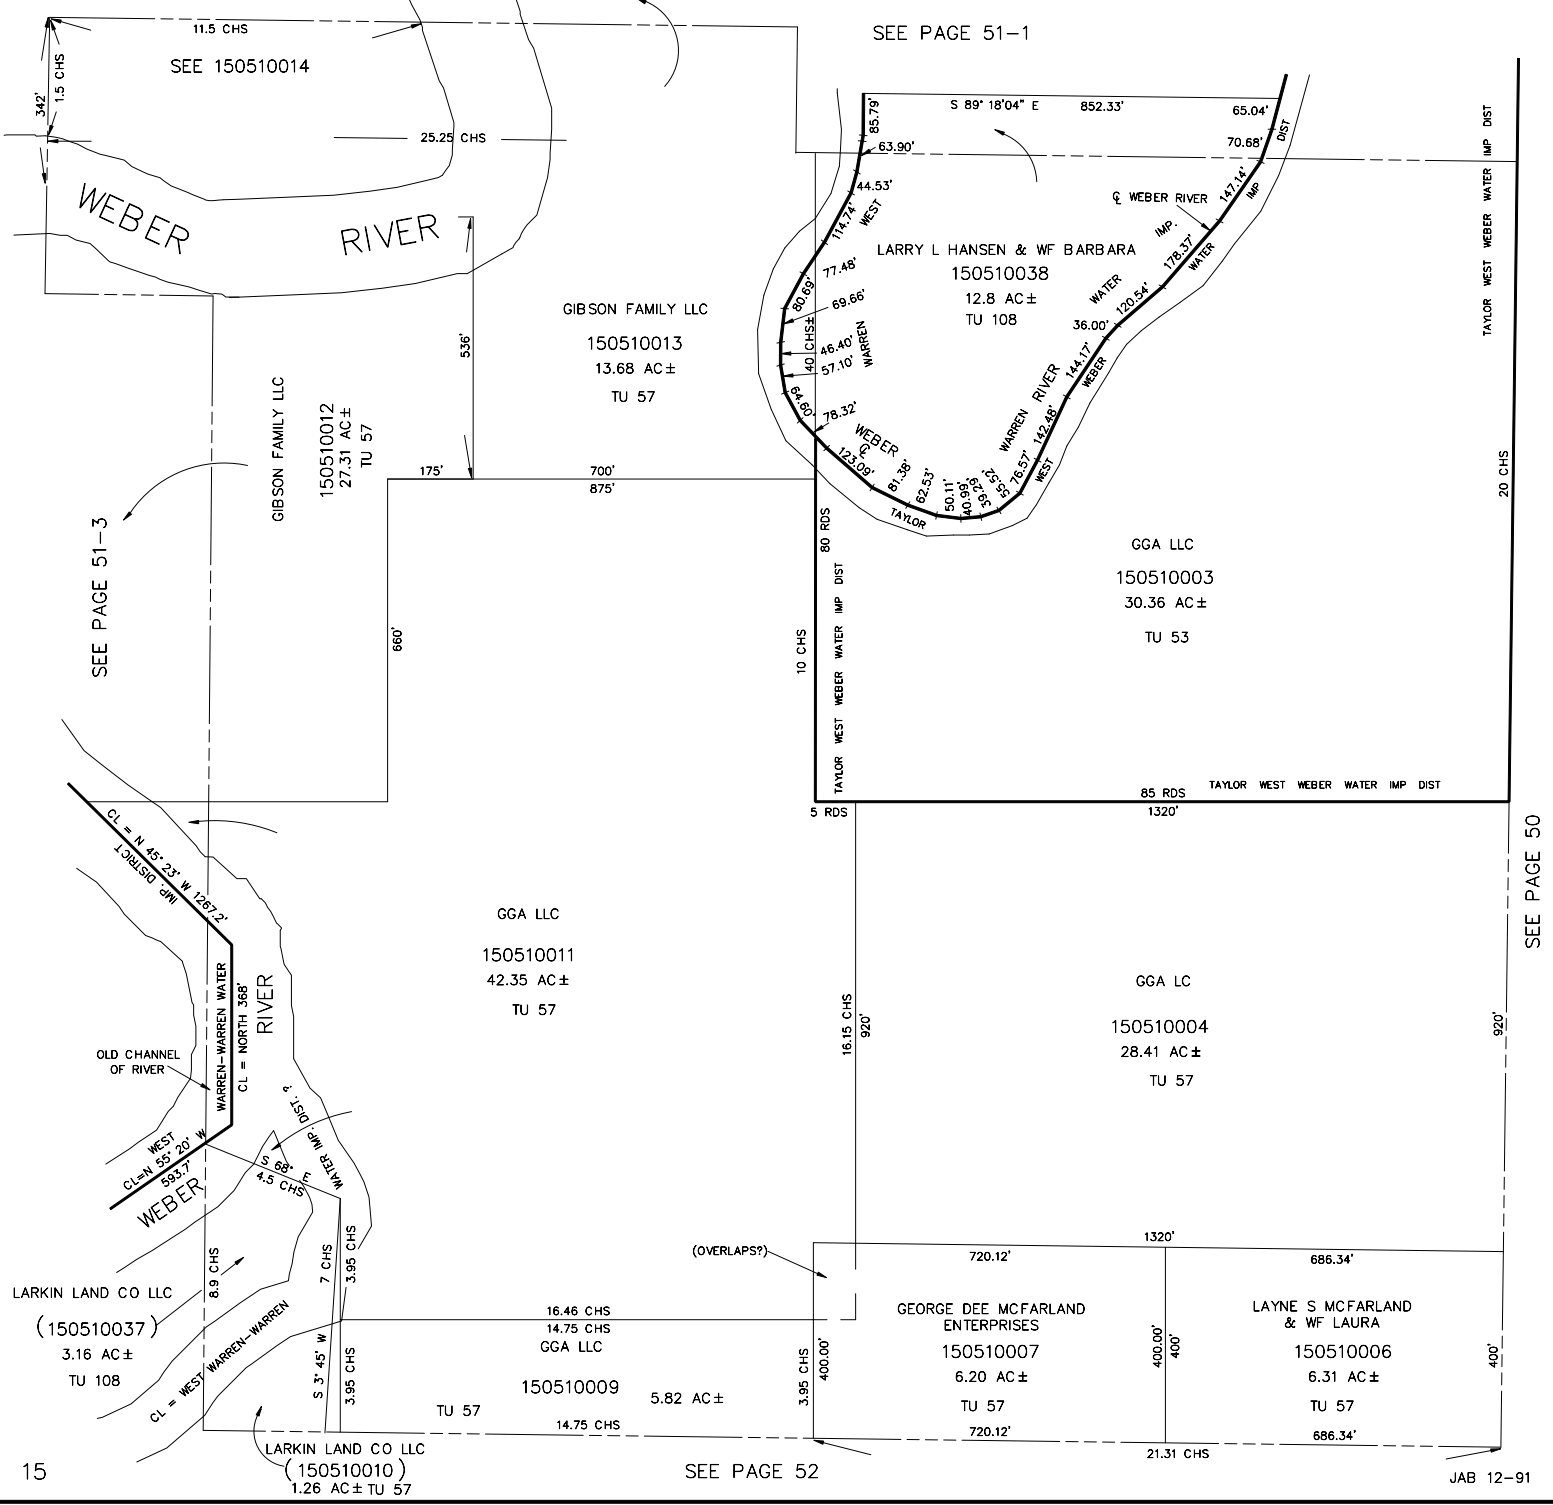 11.5 CHS
SEE PAGE 51-1
SEE 150510014
342'
1.5 CHS
25.25 CHS
WEBER RIVER
85.79'
S 89° 18'04" E 852.33'
65.04'
DIST
63.90'
70.68'
44.53'
147.14'
IMP
114.74'
WEST
℄ WEBER RIVER
IMP.
178.37'
WATER
LARRY L HANSEN & WF BARBARA
150510038
12.8 AC±
TU 108
77.48'
80.69'
69.66'
40 CHS±
46.40'
57.10'
WARREN
64.60'
78.32'
WATER
120.54'
36.00'
144.17'
WEBER
WARREN RIVER
142.48'
76.57'
WEST
WEBER
℄
123.09'
81.38'
62.53'
50.11'
40.99'
39.29'
55.52'
TAYLOR
TAYLOR WEST WEBER WATER IMP DIST
20 CHS
GIBSON FAMILY LLC
150510013
13.68 AC±
TU 57
536'
GIBSON FAMILY LLC
150510012
27.31 AC±
TU 57
175'
700'
875'
SEE PAGE 51-3
660'
80 RDS
10 CHS
TAYLOR WEST WEBER WATER IMP DIST
GGA LLC
150510003
30.36 AC±
TU 53
85 RDS
TAYLOR WEST WEBER WATER IMP DIST
5 RDS
1320'
SEE PAGE 50
CL = N 45° 23' W 1267.2'
IMP. DISTRICT
GGA LLC
150510011
42.35 AC±
TU 57
RIVER
WARREN-WARREN WATER
CL = NORTH 368'
OLD CHANNEL
OF RIVER
16.15 CHS
920'
GGA LC
150510004
28.41 AC±
TU 57
920'
WATER IMP. DIST. ?
WEST
CL=N 55° 20' W
593.7'
WEBER
S 68° E
4.5 CHS
8.9 CHS
7 CHS
3.95 CHS
(OVERLAPS?)
1320'
720.12'
686.34'
LARKIN LAND CO LLC
(150510037)
3.16 AC±
TU 108
16.46 CHS
14.75 CHS
GGA LLC
150510009
5.82 AC±
TU 57
14.75 CHS
CL = WEST WARREN-WARREN
S 3° 45' W
3.95 CHS
3.95 CHS
400.00'
GEORGE DEE MCFARLAND
ENTERPRISES
150510007
6.20 AC±
TU 57
720.12'
400.00'
400'
LAYNE S MCFARLAND
& WF LAURA
150510006
6.31 AC±
TU 57
686.34'
400'
21.31 CHS
LARKIN LAND CO LLC
(150510010)
1.26 AC± TU 57
15
SEE PAGE 52
JAB 12-91